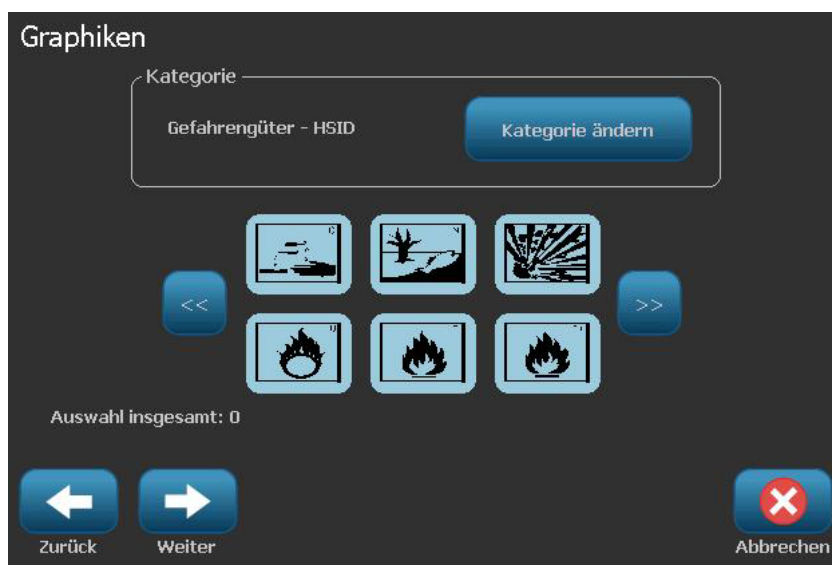 Graphiken
Kategorie
Gefahrengüter - HSID
Kategorie ändern
<<
>>
Auswahl insgesamt: 0
Zurück
Weiter
Abbrechen